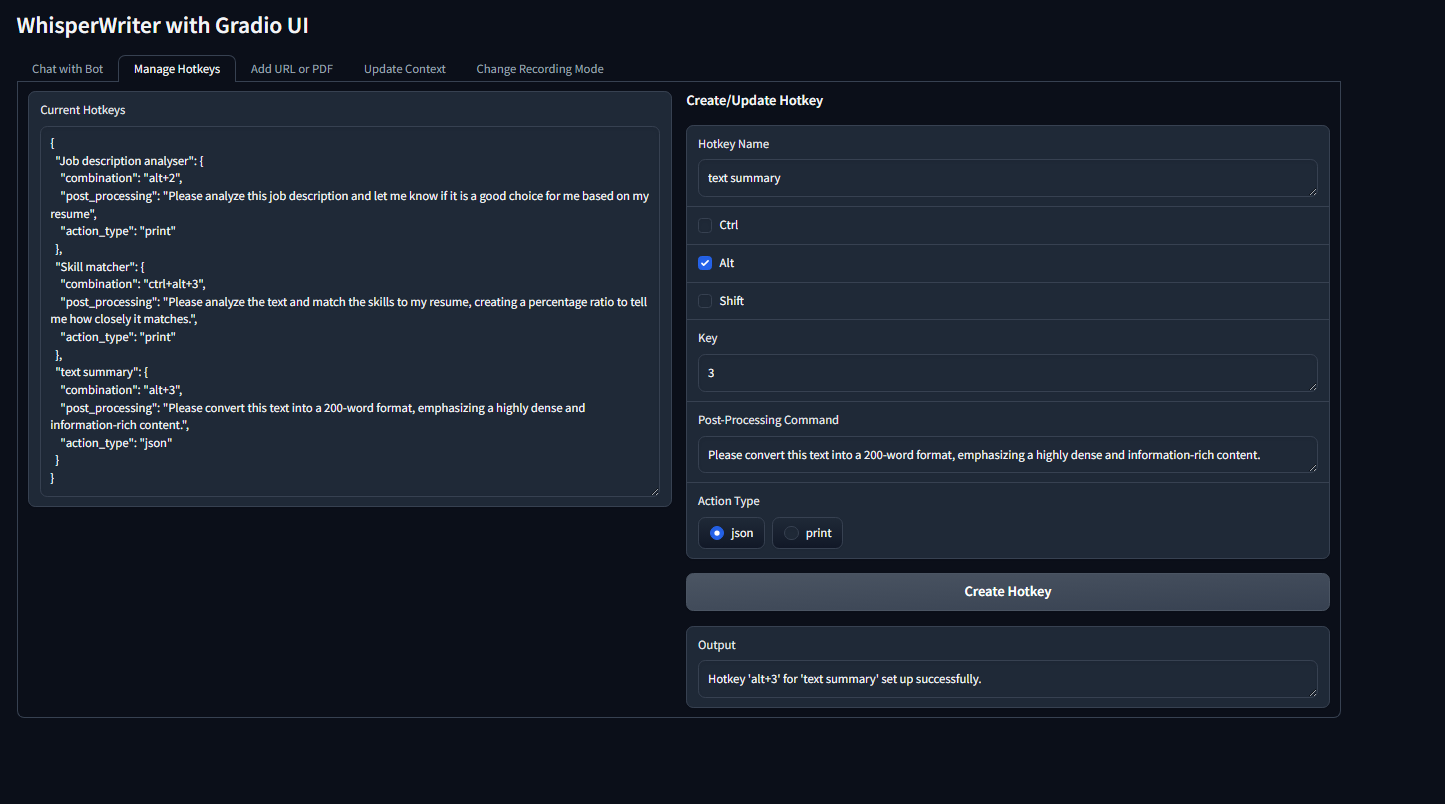 WhisperWriter with Gradio UI
Chat with Bot
Manage Hotkeys
Add URL or PDF
Update Context
Change Recording Mode
Current Hotkeys
{
"Job description analyser": {
"combination": "alt+2",
"post_processing": "Please analyze this job description and let me know if it is a good choice for me based on my
resume",
"action_type": "print"
},
"Skill matcher": {
"combination": "ctrl+alt+3",
"post_processing": "Please analyze the text and match the skills to my resume, creating a percentage ratio to tell
me how closely it matches.",
"action_type": "print"
},
"text summary": {
"combination": "alt+3",
"post_processing": "Please convert this text into a 200-word format, emphasizing a highly dense and
information-rich content.",
"action_type": "json"
}
}
Create/Update Hotkey
Hotkey Name
text summary
Ctrl
Alt
Shift
Key
3
Post-Processing Command
Please convert this text into a 200-word format, emphasizing a highly dense and information-rich content.
Action Type
json
print
Create Hotkey
Output
Hotkey 'alt+3' for 'text summary' set up successfully.